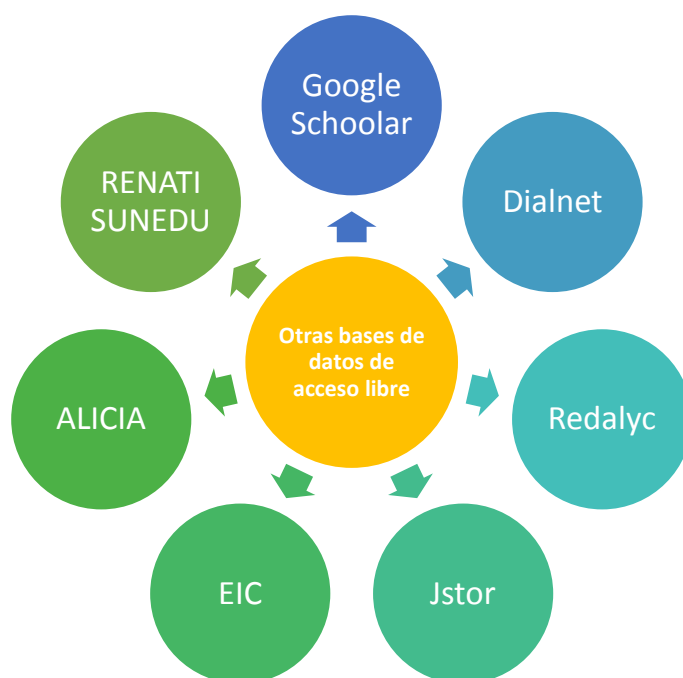 Google
Schoolar
Dialnet
Redalyc
Jstor
EIC
ALICIA
RENATI
SUNEDU
Otras bases de
datos de
acceso libre